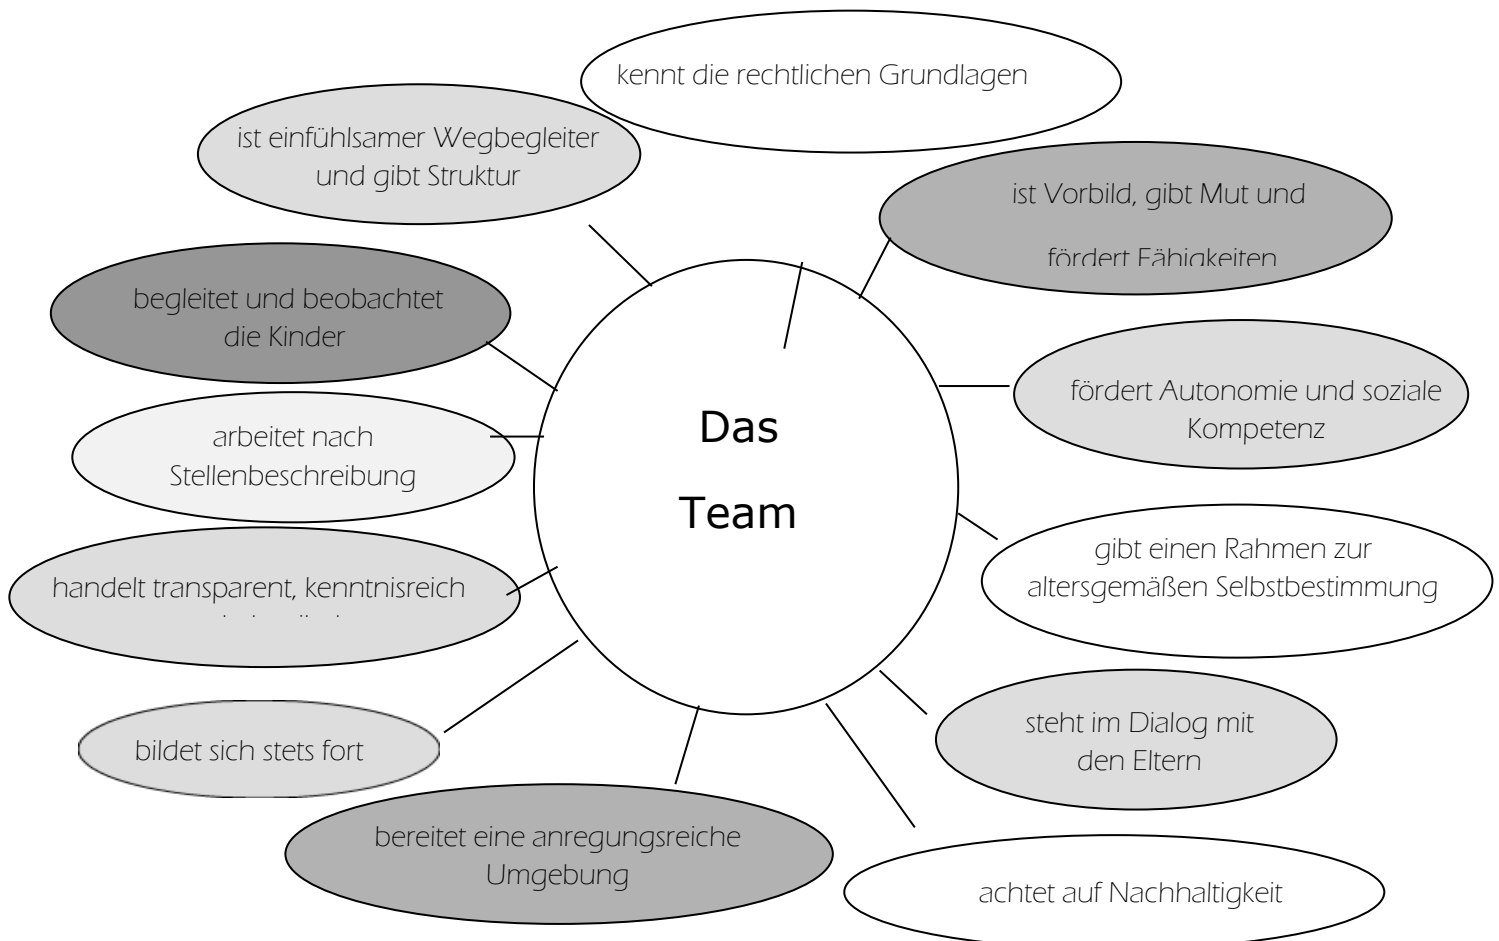 kennt die rechtlichen Grundlagen
ist einfühlsamer Wegbegleiter
und gibt Struktur
ist Vorbild, gibt Mut und
fördert Fähigkeiten
begleitet und beobachtet
die Kinder
fördert Autonomie und soziale
Kompetenz
arbeitet nach
Stellenbeschreibung
Das
Team
gibt einen Rahmen zur
altersgemäßen Selbstbestimmung
handelt transparent, kenntnisreich
steht im Dialog mit
den Eltern
bildet sich stets fort
bereitet eine anregungsreiche
Umgebung
achtet auf Nachhaltigkeit